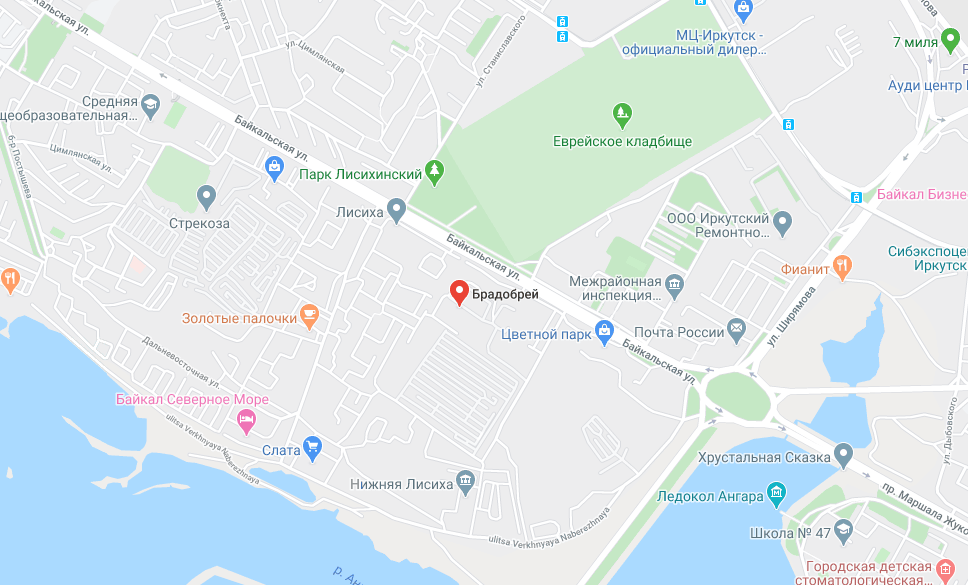 йкальская ул.
ул. Цимлянская
ул. Станиславского
МЦ-Иркутск -
официальный дилер...
7 миля
Ауди центр
Средняя
щеобразовательная...
Байкальская ул.
Цимлянская ул.
б-р Постышева
Еврейское кладбище
Парк Лисихинский
Стрекоза
Лисиха
Байкал Бизне
ООО Иркутский
Ремонтно...
Байкальская ул.
Сибэкспоце
Иркутск
Фианит
Межрайонная
инспекция...
Брадобрей
ул. Ширямова
Золотые палочки
Цветной парк
Почта России
Байкальская ул.
Дальневосточная ул.
Байкал Северное Море
ulitsa Verkhnyaya Naberezhnaya
ул. Дыбовского
Слата
Хрустальная Сказка
Нижняя Лисиха
Ледокол Ангара
пр. Маршала Жуко
ulitsa Verkhnyaya Naberezhnaya
Школа № 47
р. Ан
Городская детская
стоматологическая...